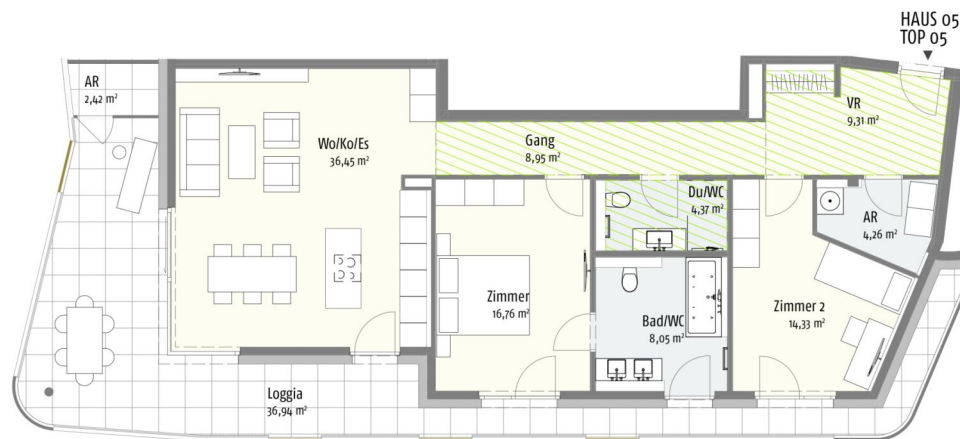 HAUS 05
TOP 05
AR
2,42 m²
Wo/Ko/Es
36,45 m²
Gang
8,95 m²
VR
9,31 m²
Du/WC
4,37 m²
AR
4,26 m²
Zimmer
16,76 m²
Bad/WC
8,05 m²
Zimmer 2
14,33 m²
Loggia
36,94 m²